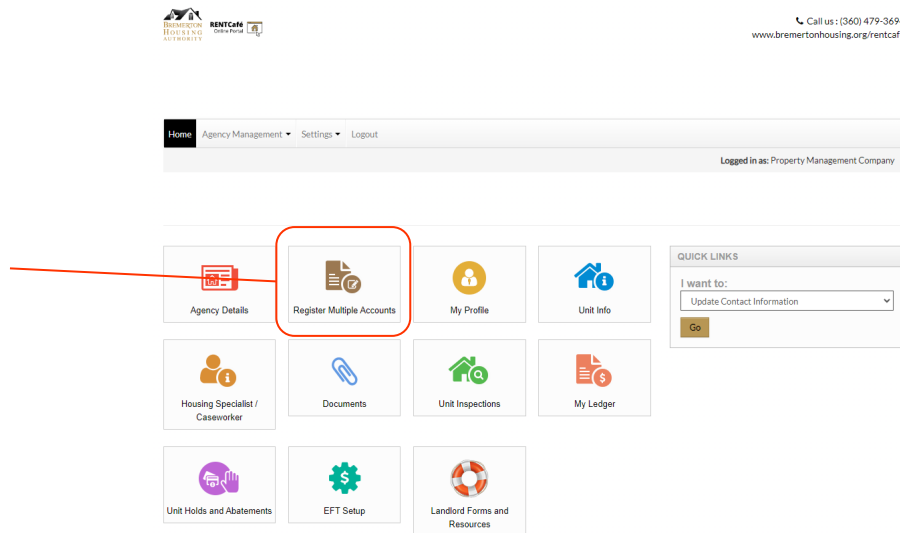 BREMERTON
HOUSING
AUTHORITY
RENTCafé
Online Portal
Call us : (360) 479-369
www.bremertonhousing.org/rentcaf
Home Agency Management Settings Logout
Logged in as: Property Management Company
Agency Details
Register Multiple Accounts
My Profile
Unit Info
QUICK LINKS
I want to:
Update Contact Information
Go
Housing Specialist /
Caseworker
Documents
Unit Inspections
My Ledger
Unit Holds and Abatements
EFT Setup
Landlord Forms and
Resources